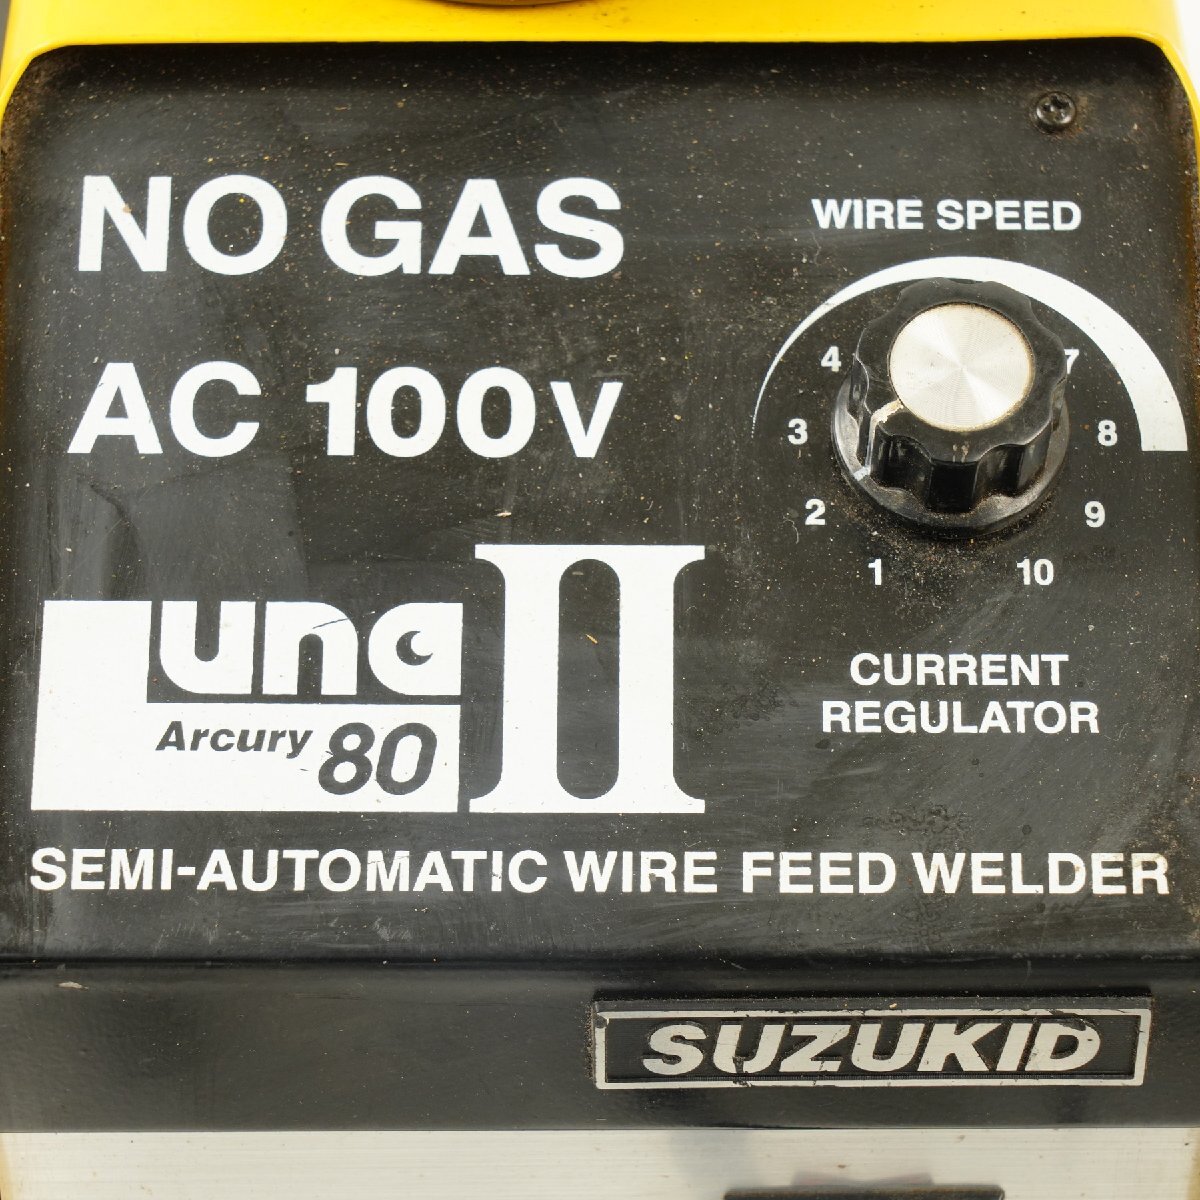 NO GAS
AC 100V
WIRE SPEED
4
7
3
8
2
9
1
10
CURRENT
REGULATOR
Luna
II
Arcury 80
SEMI-AUTOMATIC WIRE FEED WELDER
SUZUKID